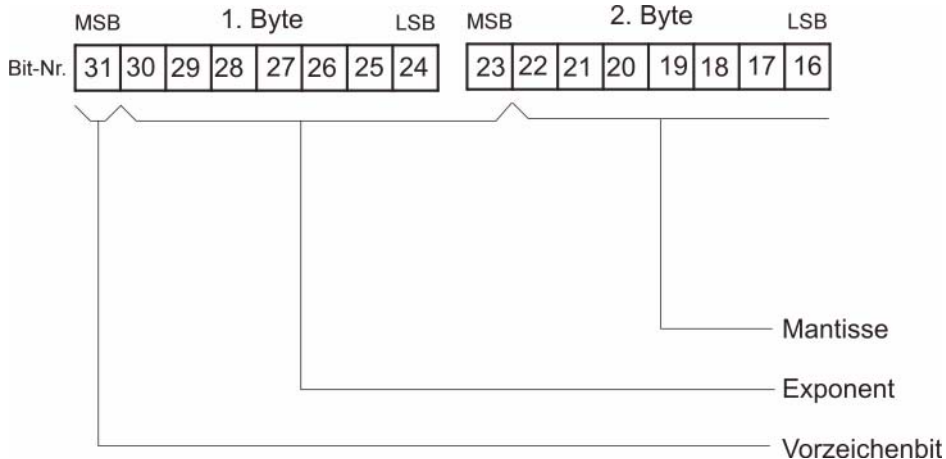 MSB 1. Byte LSB MSB 2. Byte LSB
Bit-Nr. 31 30 29 28 27 26 25 24 23 22 21 20 19 18 17 16
Mantisse
Exponent
Vorzeichenbit